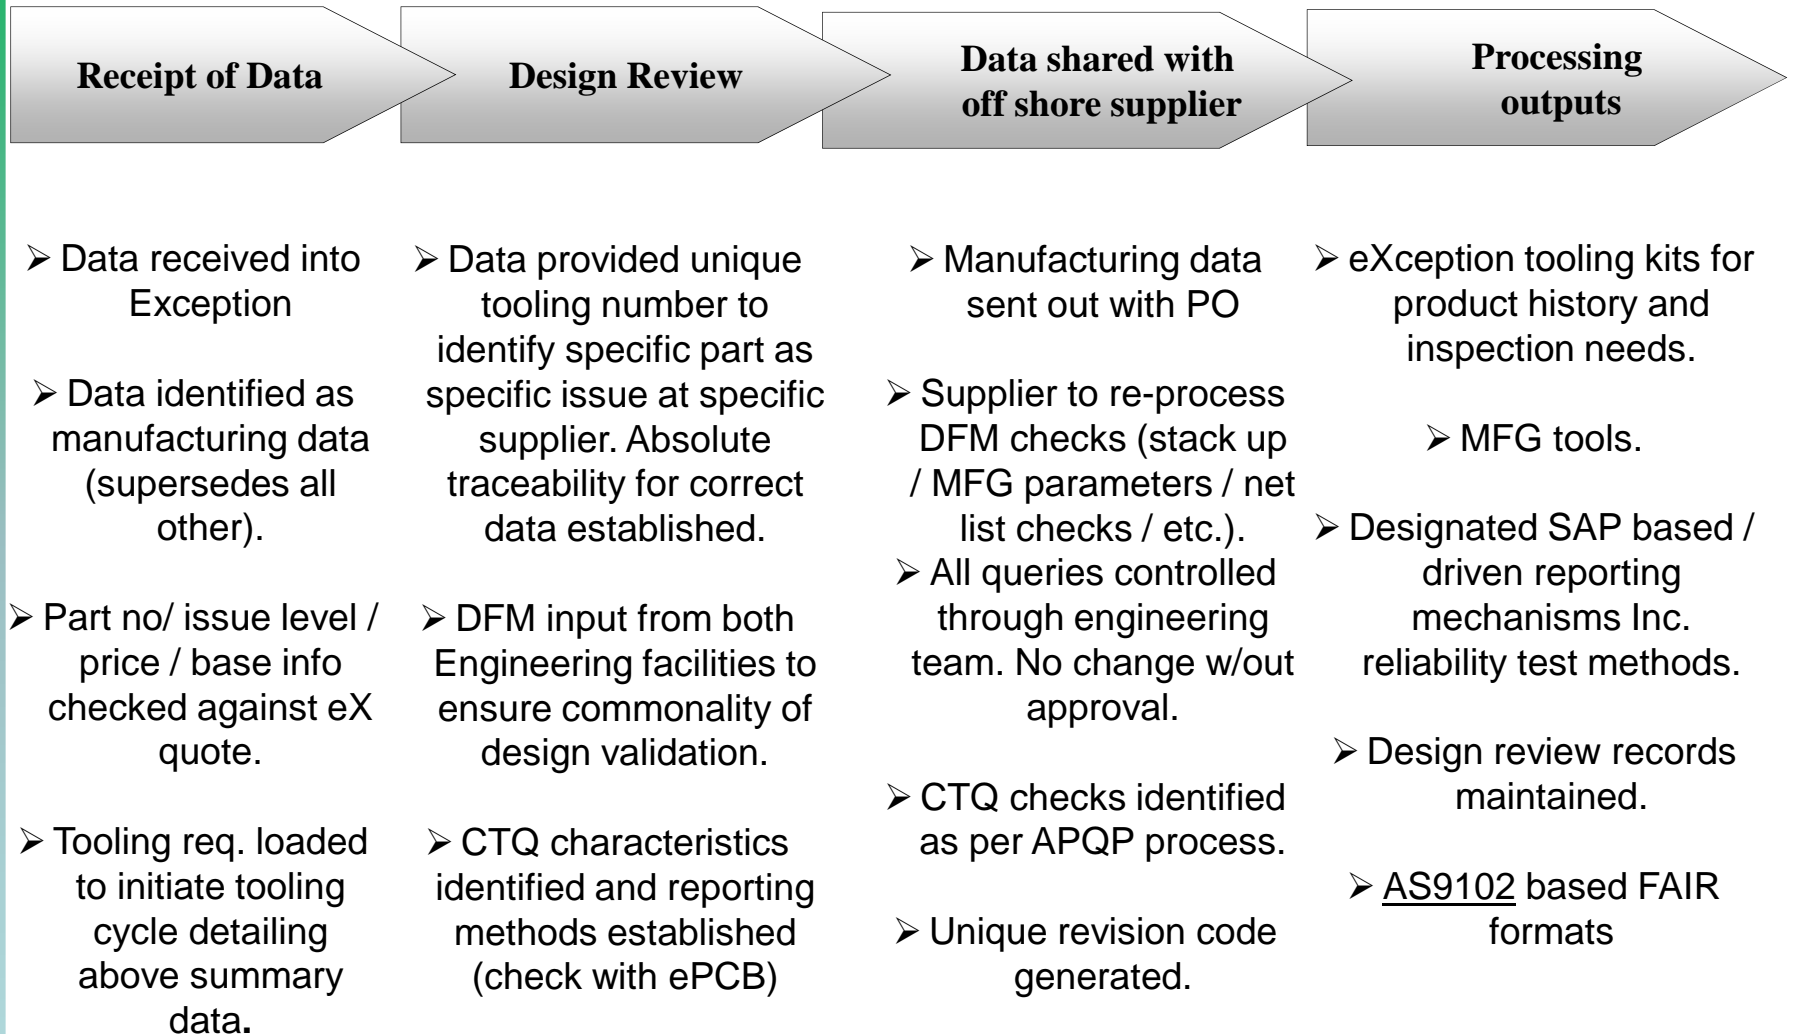 Receipt of Data
Design Review
Data shared with
off shore supplier
Processing
outputs
➢ Data received into
Exception
➢ Data identified as
manufacturing data
(supersedes all
other).
➢ Part no/ issue level /
price / base info
checked against eX
quote.
➢ Tooling req. loaded
to initiate tooling
cycle detailing
above summary
data.
➢ Data provided unique
tooling number to
identify specific part as
specific issue at specific
supplier. Absolute
traceability for correct
data established.
➢ DFM input from both
Engineering facilities to
ensure commonality of
design validation.
➢ CTQ characteristics
identified and reporting
methods established
(check with ePCB)
➢ Manufacturing data
sent out with PO
➢ Supplier to re-process
DFM checks (stack up
/ MFG parameters / net
list checks / etc.).
➢ All queries controlled
through engineering
team. No change w/out
approval.
➢ CTQ checks identified
as per APQP process.
➢ Unique revision code
generated.
➢ eXception tooling kits for
product history and
inspection needs.
➢ MFG tools.
➢ Designated SAP based /
driven reporting
mechanisms Inc.
reliability test methods.
➢ Design review records
maintained.
➢ AS9102 based FAIR
formats